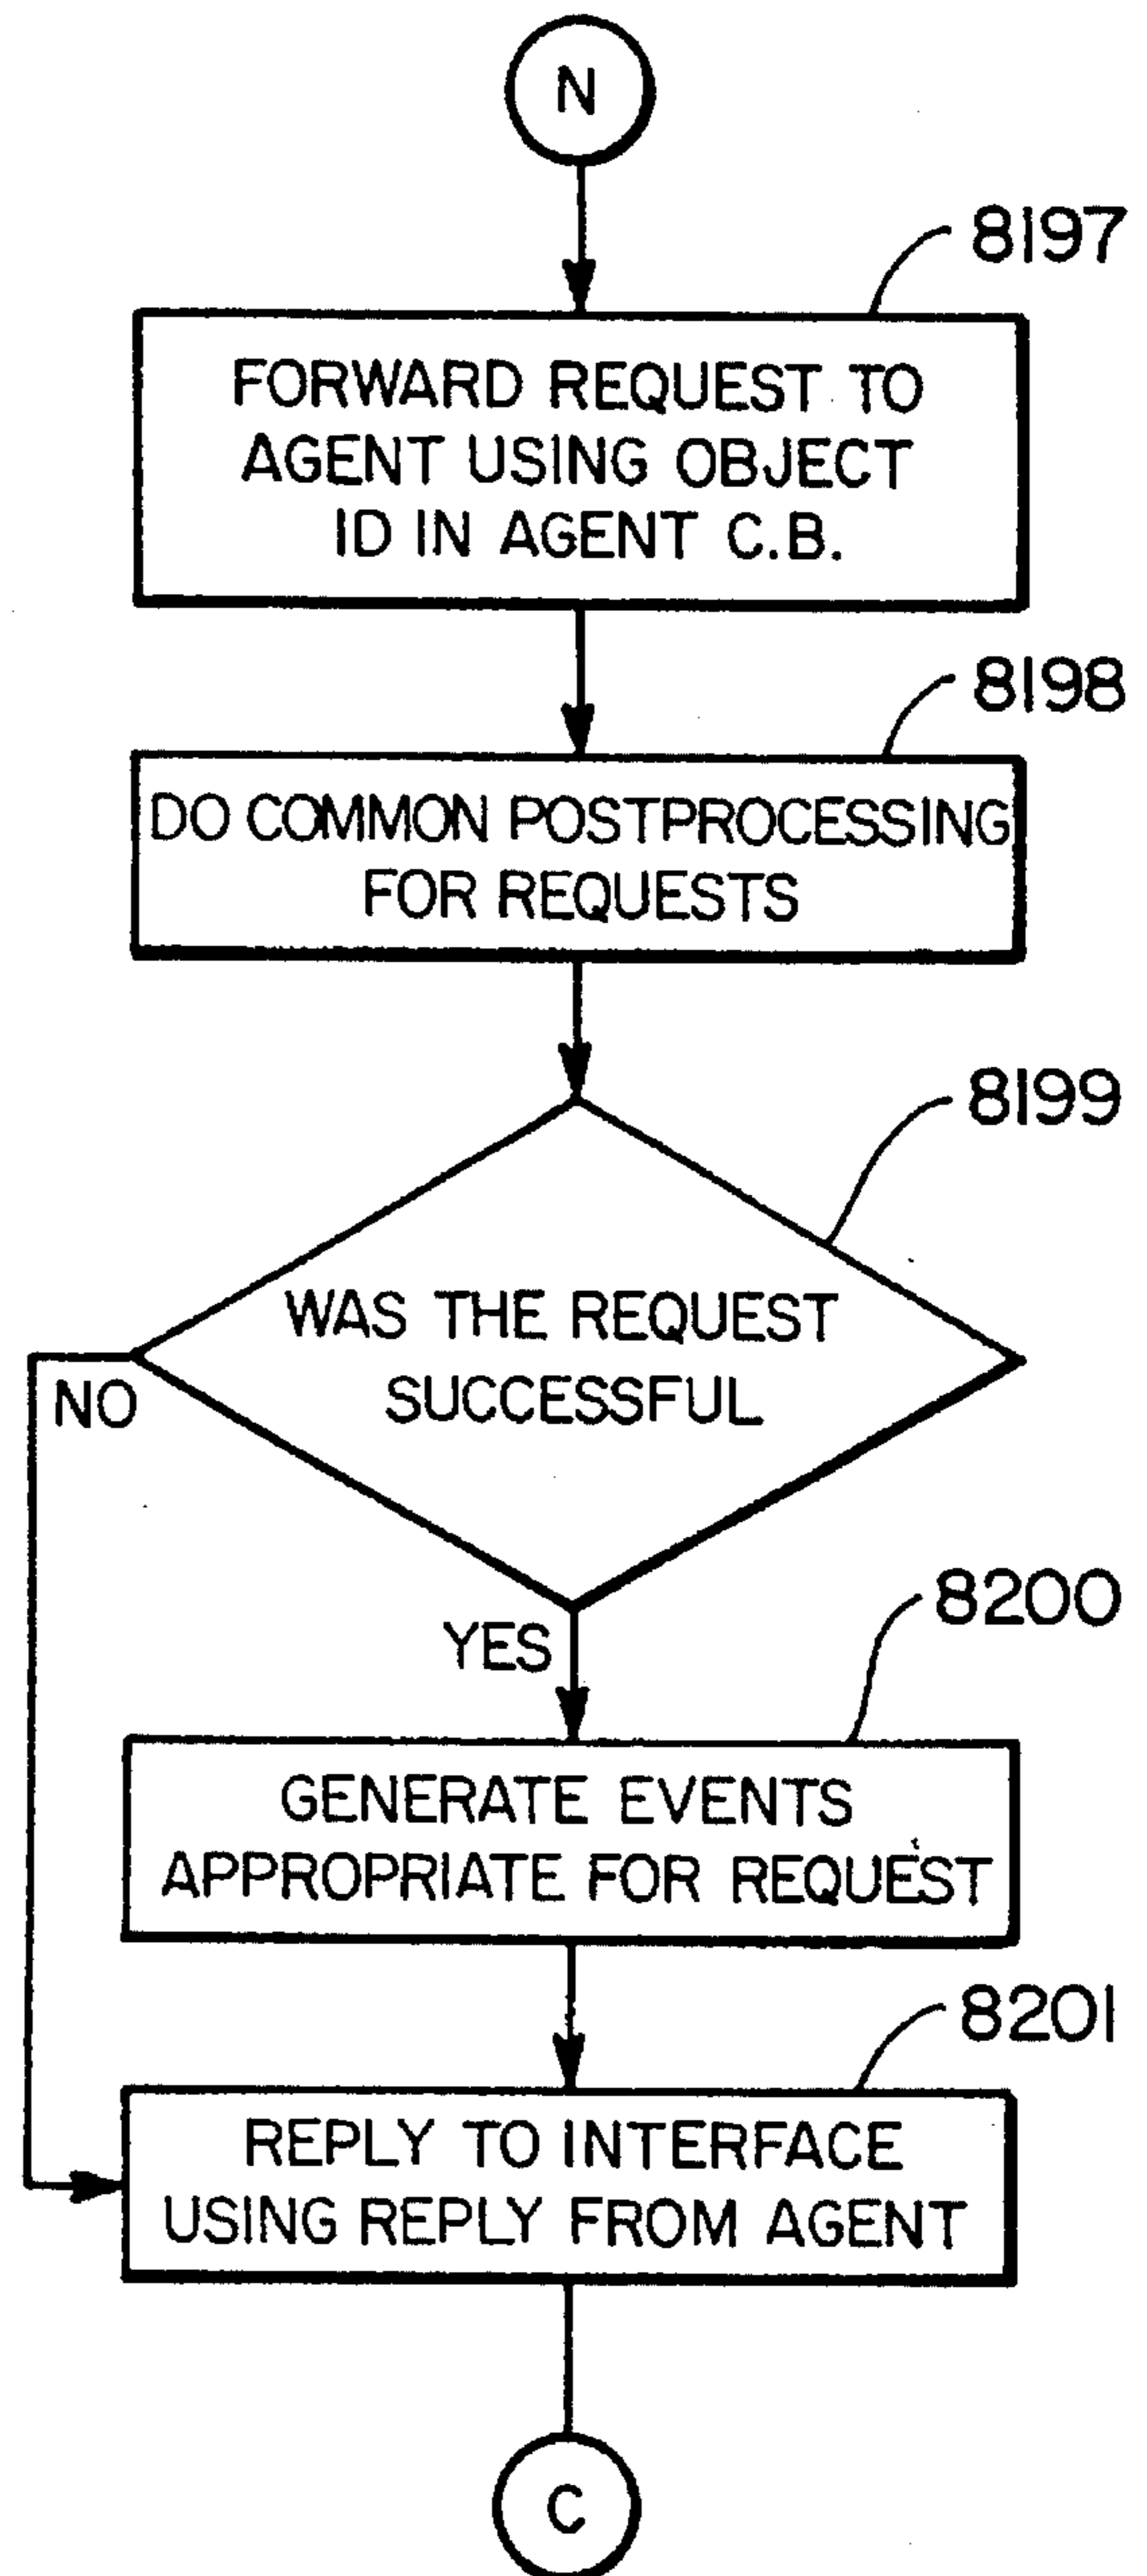 N
8197
FORWARD REQUEST TO
AGENT USING OBJECT
ID IN AGENT C.B.
8198
DO COMMON POSTPROCESSING
FOR REQUESTS
8199
WAS THE REQUEST
SUCCESSFUL
NO
YES
8200
GENERATE EVENTS
APPROPRIATE FOR REQUEST
8201
REPLY TO INTERFACE
USING REPLY FROM AGENT
C